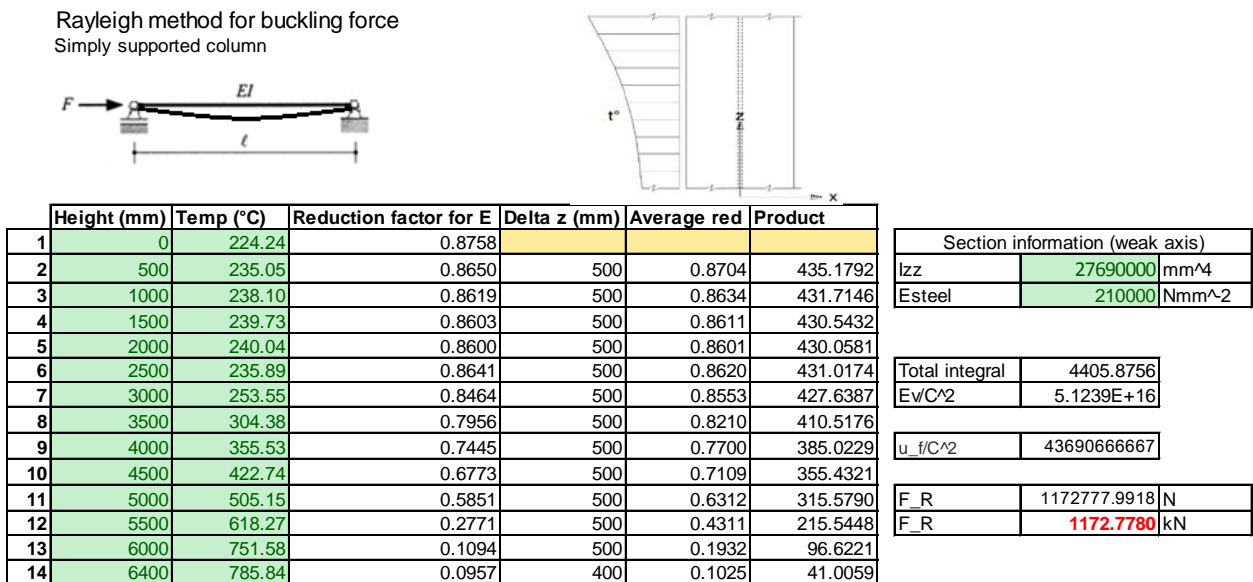 Rayleigh method for buckling force
Simply supported column
EI
F
ℓ
t°
z
x
Height (mm) Temp (°C) Reduction factor for E Delta z (mm) Average red Product
1 0 224.24 0.8758
2 500 235.05 0.8650 500 0.8704 435.1792
3 1000 238.10 0.8619 500 0.8634 431.7146
4 1500 239.73 0.8603 500 0.8611 430.5432
5 2000 240.04 0.8600 500 0.8601 430.0581
6 2500 235.89 0.8641 500 0.8620 431.0174
7 3000 253.55 0.8464 500 0.8553 427.6387
8 3500 304.38 0.7956 500 0.8210 410.5176
9 4000 355.53 0.7445 500 0.7700 385.0229
10 4500 422.74 0.6773 500 0.7109 355.4321
11 5000 505.15 0.5851 500 0.6312 315.5790
12 5500 618.27 0.2771 500 0.4311 215.5448
13 6000 751.58 0.1094 500 0.1932 96.6221
14 6400 785.84 0.0957 400 0.1025 41.0059
Section information (weak axis)
Izz 27690000 mm^4
Esteel 210000 Nmm^-2
Total integral 4405.8756
Ev/C^2 5.1239E+16
u_f/C^2 43690666667
F_R 1172777.9918 N
F_R 1172.7780 kN